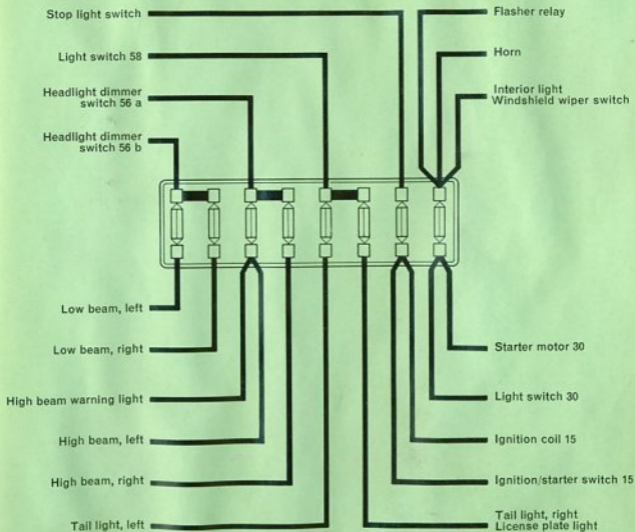 Stop light switch
Light switch 58
Headlight dimmer
switch 56 a
Headlight dimmer
switch 56 b
Flasher relay
Horn
Interior light
Windshield wiper switch
Low beam, left
Low beam, right
High beam warning light
High beam, left
High beam, right
Tail light, left
Starter motor 30
Light switch 30
Ignition coil 15
Ignition/starter switch 15
Tail light, right
License plate light